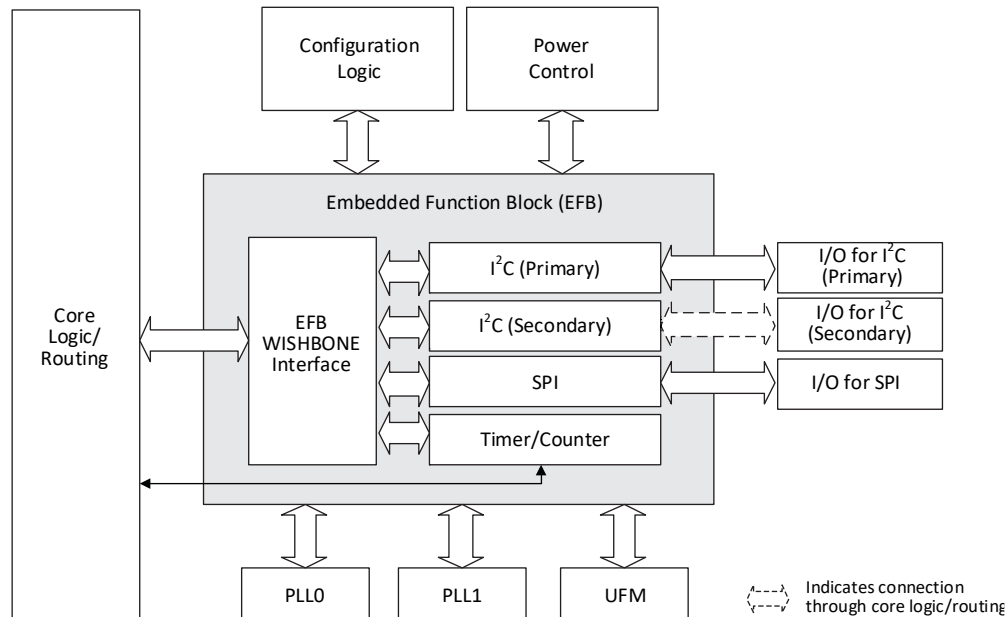 Configuration
Logic
Power
Control
Embedded Function Block (EFB)
Core
Logic/
Routing
EFB
WISHBONE
Interface
I²C (Primary)
I²C (Secondary)
SPI
Timer/Counter
I/O for I²C
(Primary)
I/O for I²C
(Secondary)
I/O for SPI
PLL0
PLL1
UFM
Indicates connection
through core logic/routing